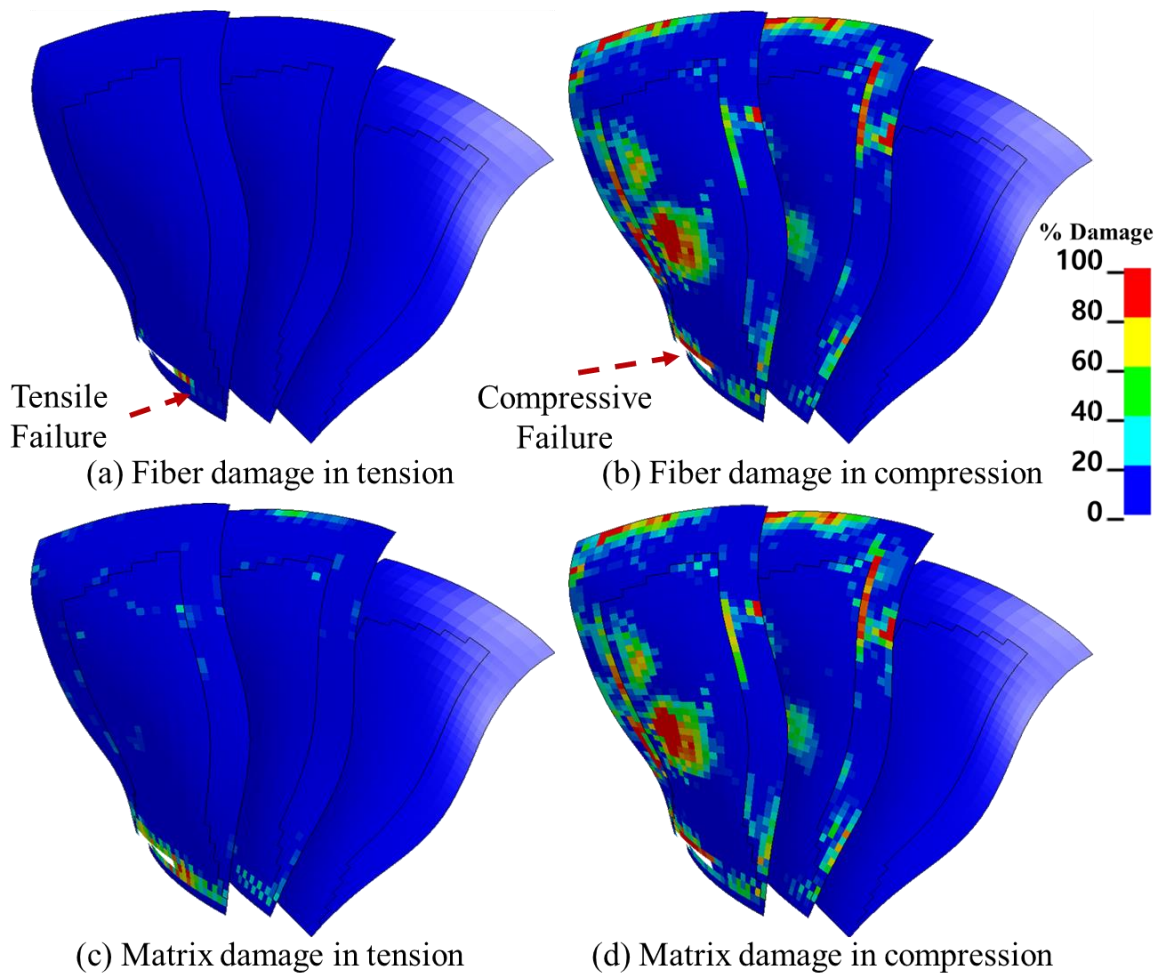 % Damage
100
80
60
40
20
0
Tensile
Failure
Compressive
Failure
(a) Fiber damage in tension
(b) Fiber damage in compression
(c) Matrix damage in tension
(d) Matrix damage in compression